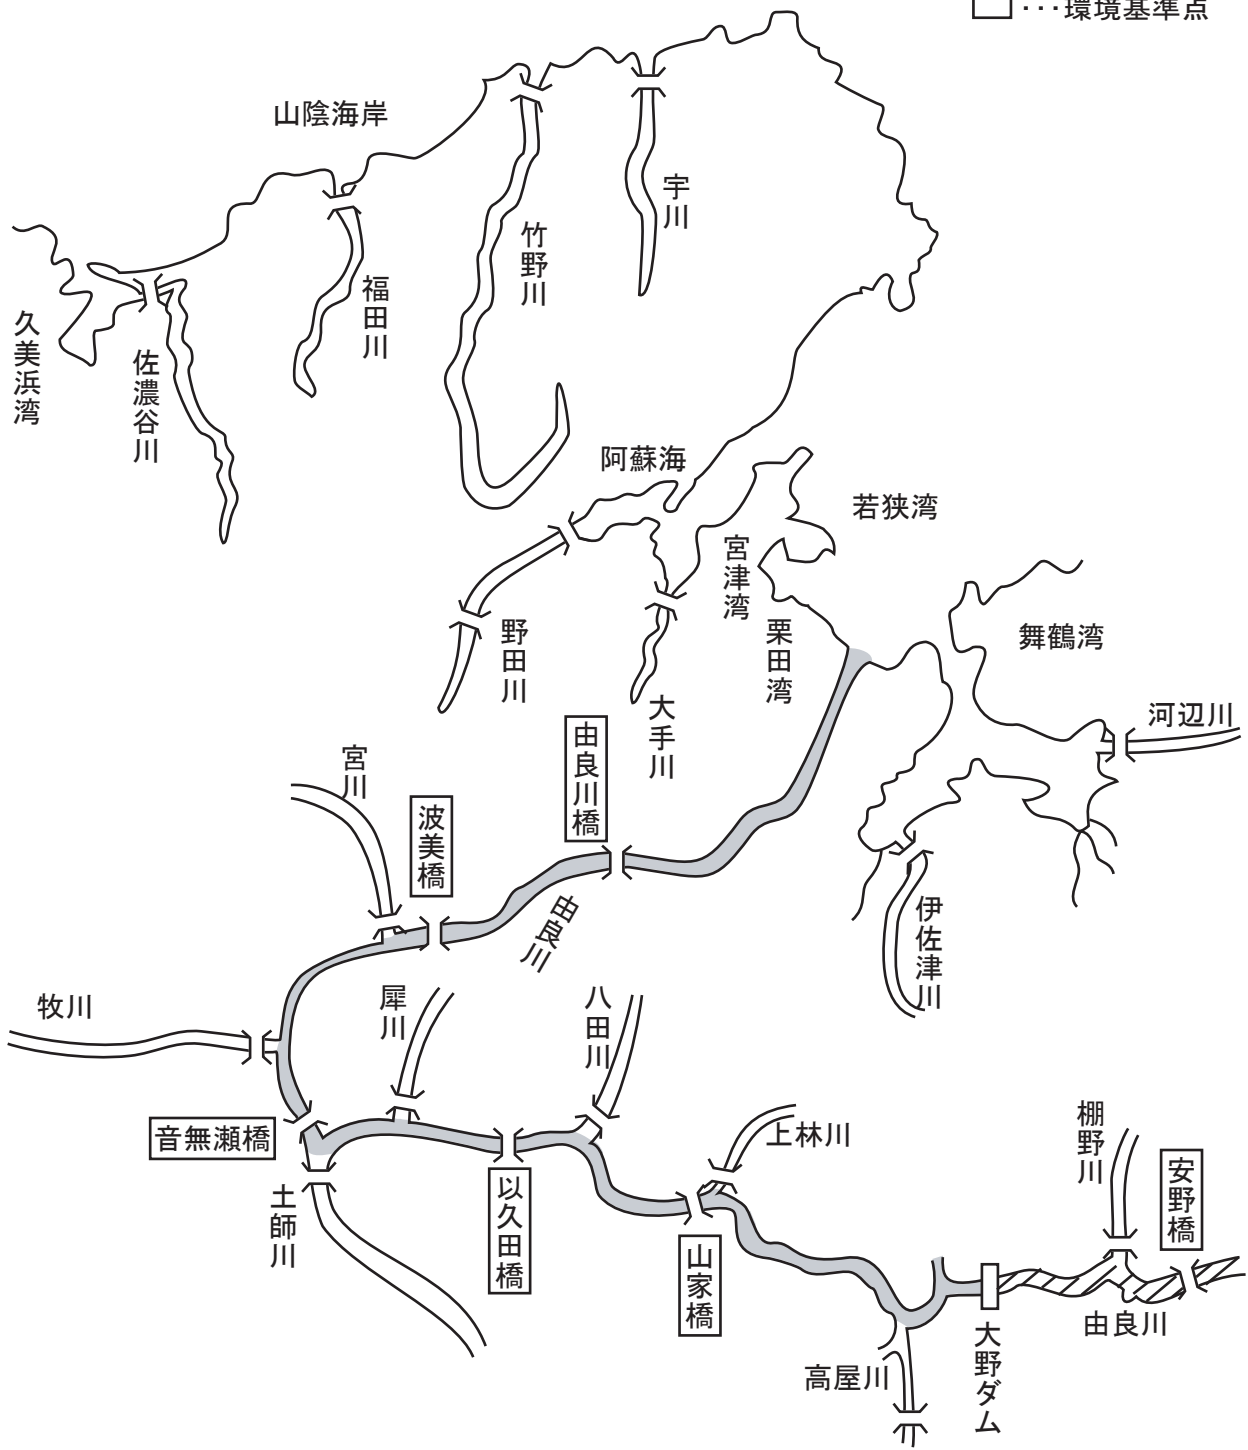 □･･･環境基準点
山陰海岸
宇川
竹野川
福田川
久美浜湾
佐濃谷川
阿蘇海
若狭湾
宮津湾
栗田湾
野田川
大手川
舞鶴湾
河辺川
由良川橋
宮川
波美橋
由良川
伊佐津川
牧川
犀川
八田川
音無瀬橋
土師川
以久田橋
上林川
山家橋
棚野川
安野橋
由良川
大野ダム
高屋川